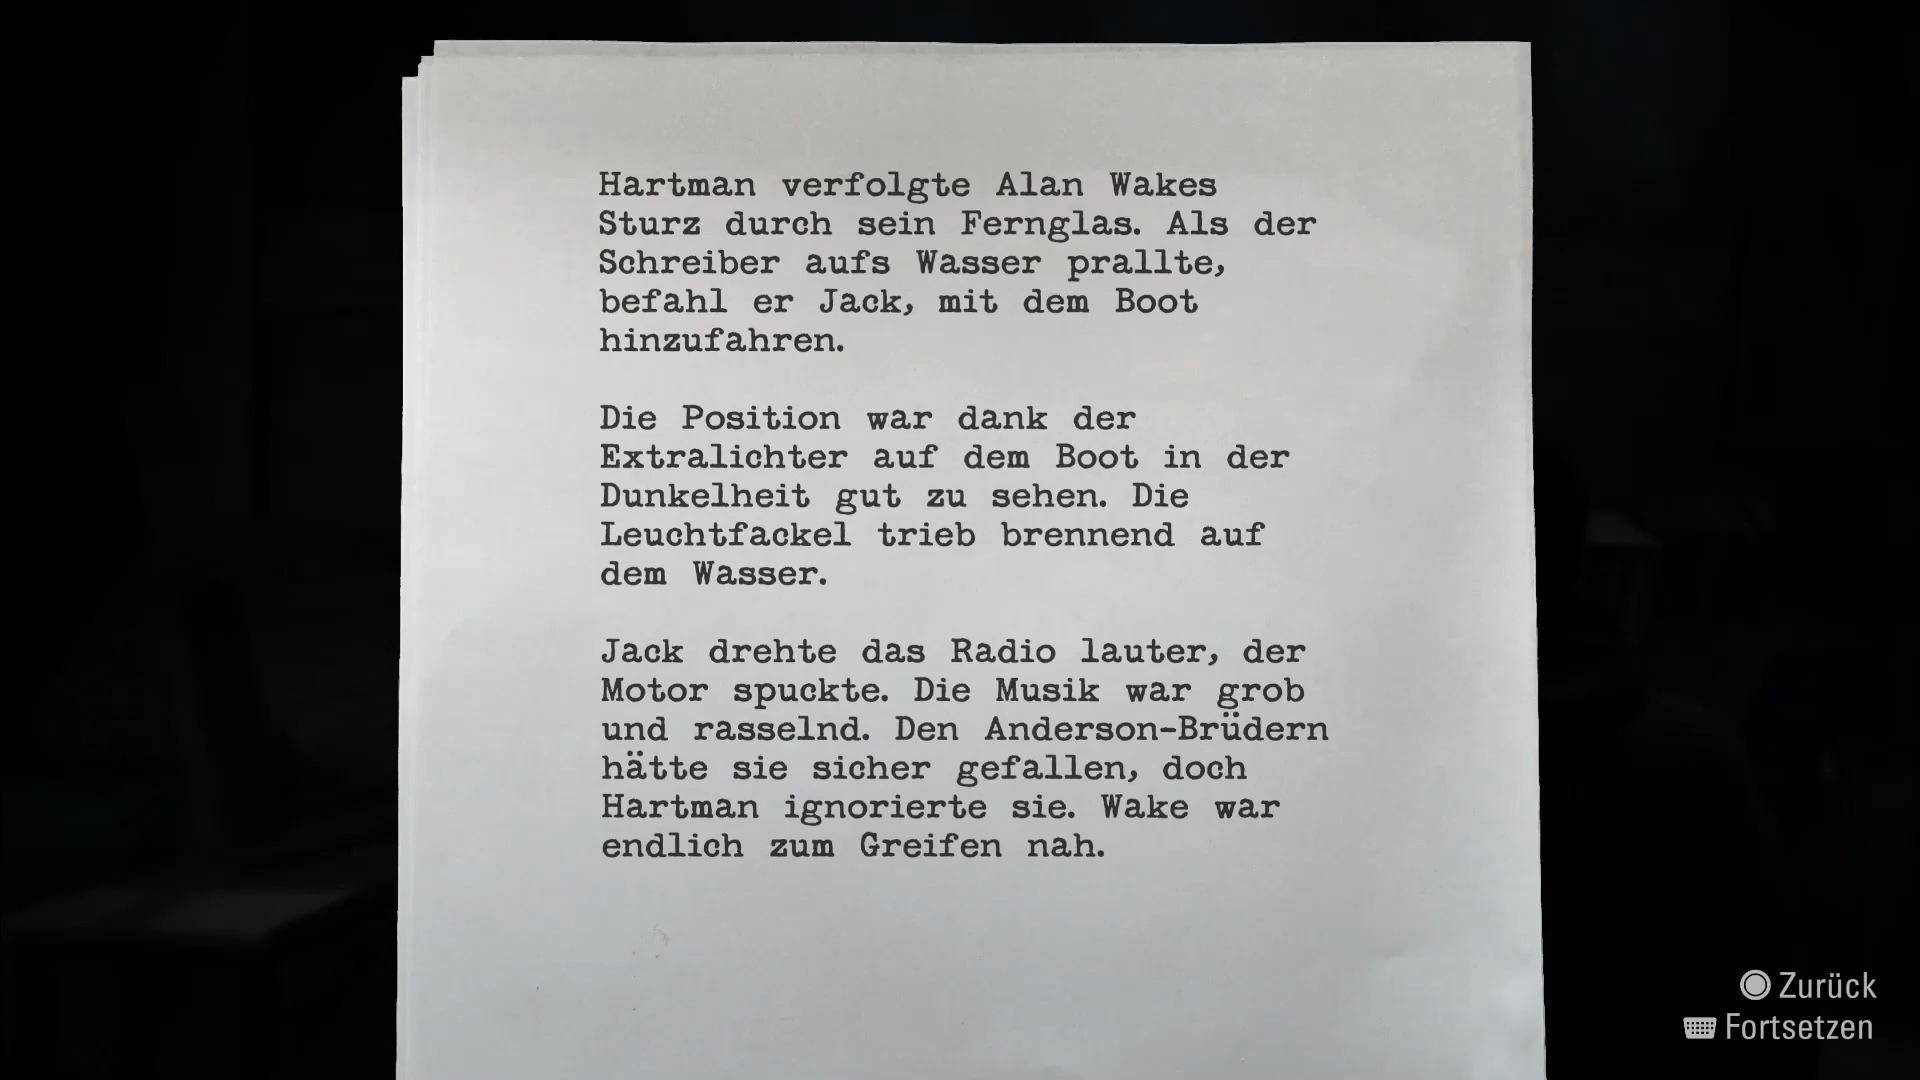 Hartman verfolgte Alan Wakes
Sturz durch sein Fernglas. Als der
Schreiber aufs Wasser prallte,
befahl er Jack, mit dem Boot
hinzufahren.
Die Position war dank der
Extralichter auf dem Boot in der
Dunkelheit gut zu sehen. Die
Leuchtfackel trieb brennend auf
dem Wasser.
Jack drehte das Radio lauter, der
Motor spuckte. Die Musik war grob
und rasselnd. Den Anderson-Brüdern
hätte sie sicher gefallen, doch
Hartman ignorierte sie. Wake war
endlich zum Greifen nah.
Zurück
Fortsetzen